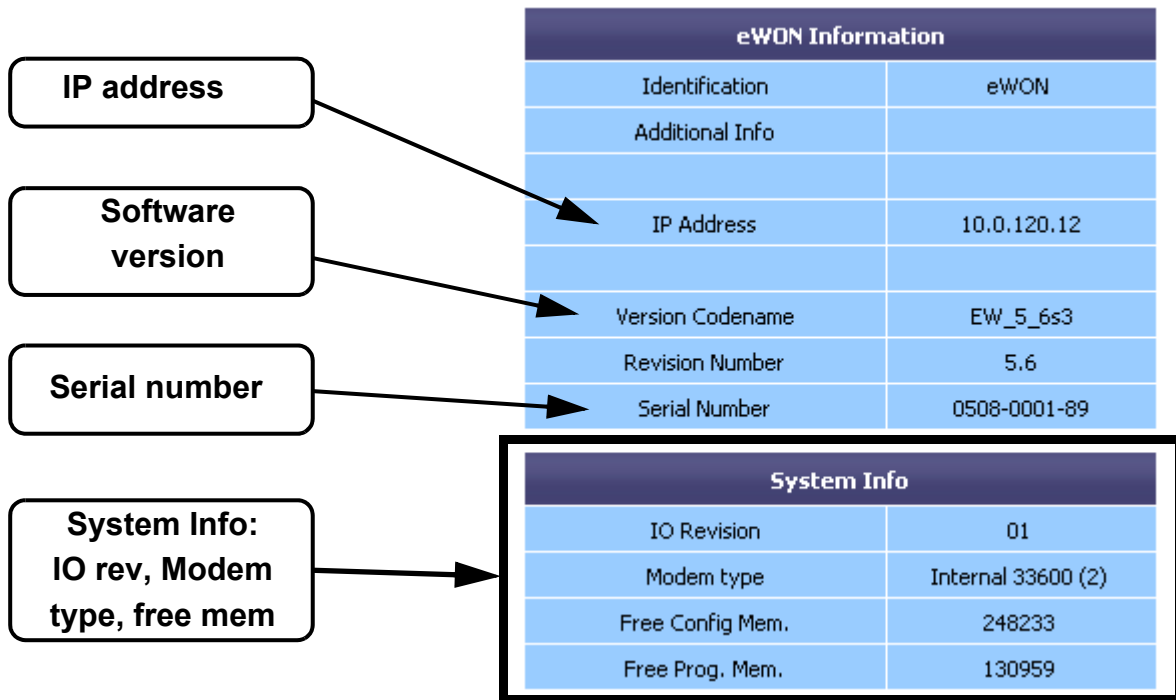 IP address
Software
version
Serial number
System Info:
IO rev, Modem
type, free mem
eWON Information
Identification eWON
Additional Info
IP Address 10.0.120.12
Version Codename EW_5_6s3
Revision Number 5.6
Serial Number 0508-0001-89
System Info
IO Revision 01
Modem type Internal 33600 (2)
Free Config Mem. 248233
Free Prog. Mem. 130959